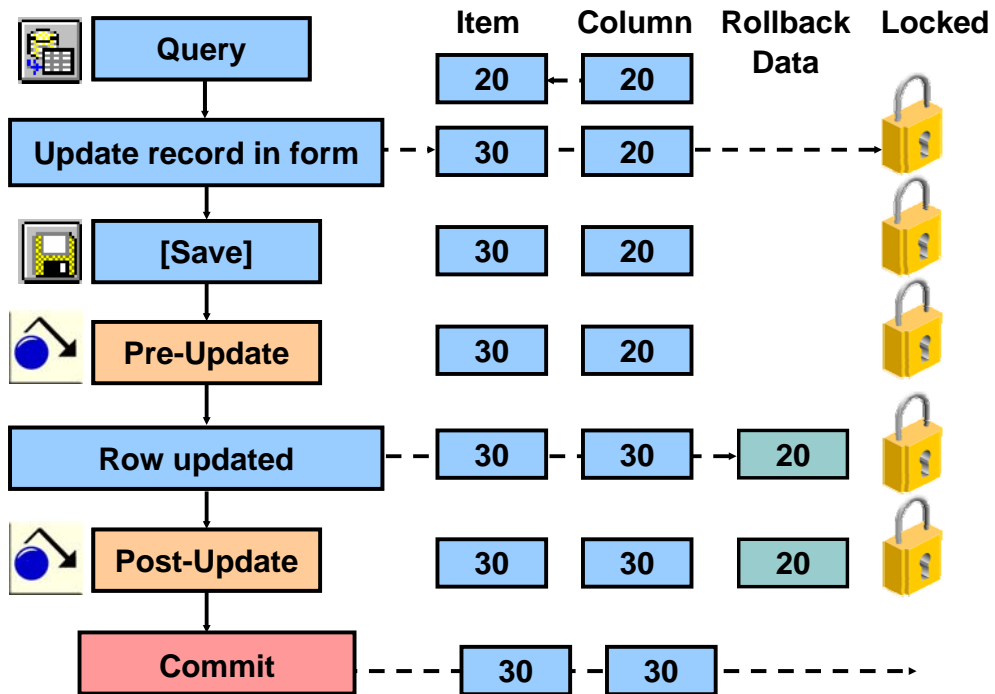 Item Column Rollback Data Locked
Query
20 20
Update record in form 30 20
[Save] 30 20
Pre-Update 30 20
Row updated 30 30 20
Post-Update 30 30 20
Commit 30 30